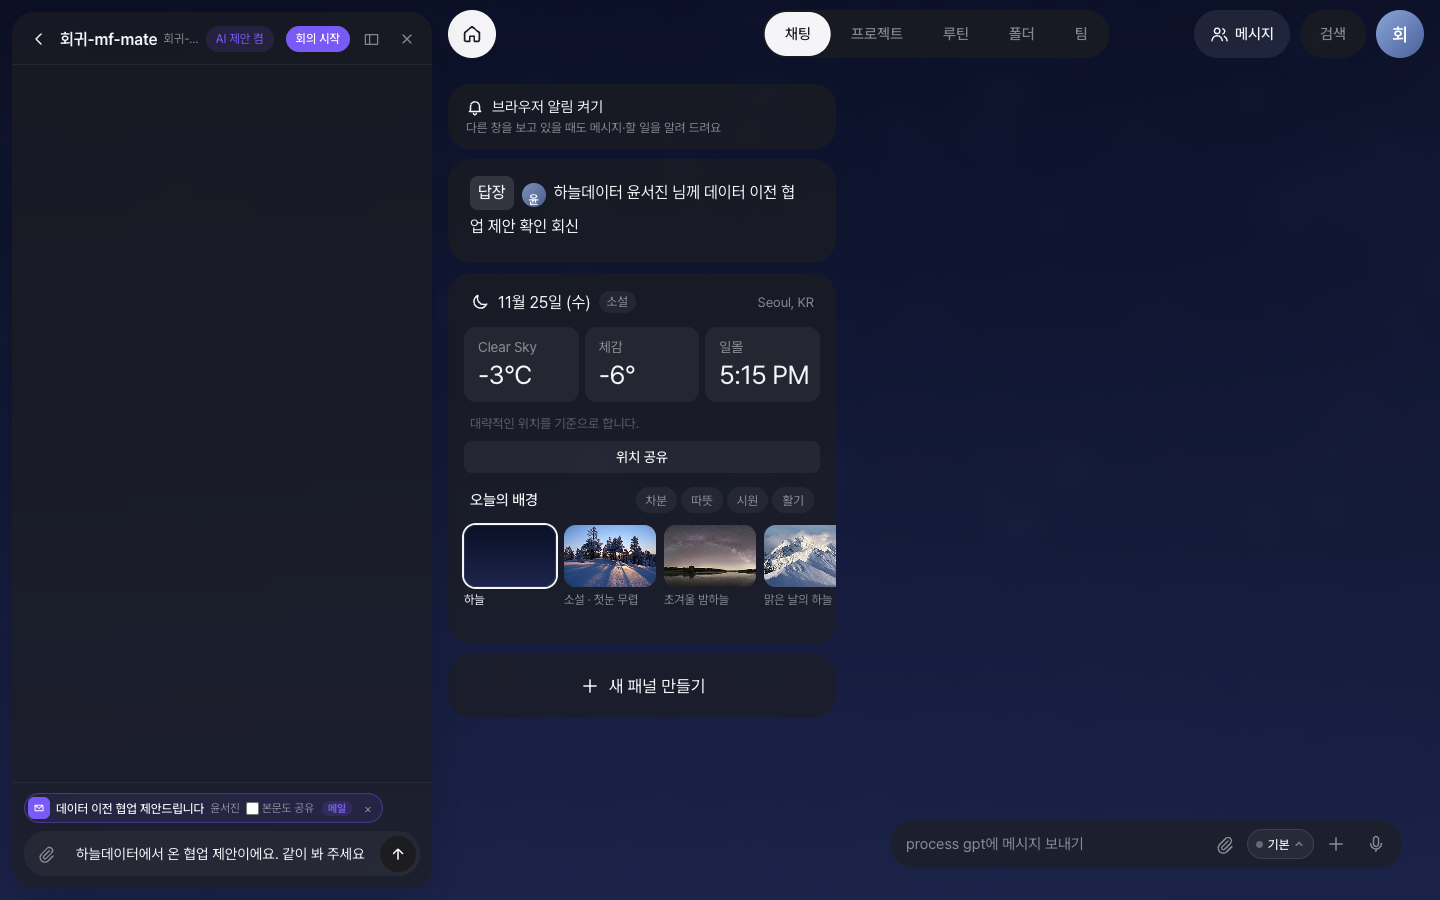 회귀-mf-mate 회귀-... AI 제안 켬 회의 시작
데이터 이전 협업 제안드립니다 윤서진 본문도 공유 메일
하늘데이터에서 온 협업 제안이에요. 같이 봐 주세요
채팅 프로젝트 루틴 폴더 팀
메시지 검색 회
브라우저 알림 켜기
다른 창을 보고 있을 때도 메시지·할 일을 알려 드려요
답장 윤 하늘데이터 윤서진 님께 데이터 이전 협
업 제안 확인 회신
11월 25일 (수) 소설 Seoul, KR
Clear Sky 체감 일몰
-3°C -6° 5:15 PM
대략적인 위치를 기준으로 합니다.
위치 공유
오늘의 배경 차분 따뜻 시원 활기
하늘 소설 · 첫눈 무렵 초겨울 밤하늘 맑은 날의 하늘
새 패널 만들기
process gpt에 메시지 보내기 기본